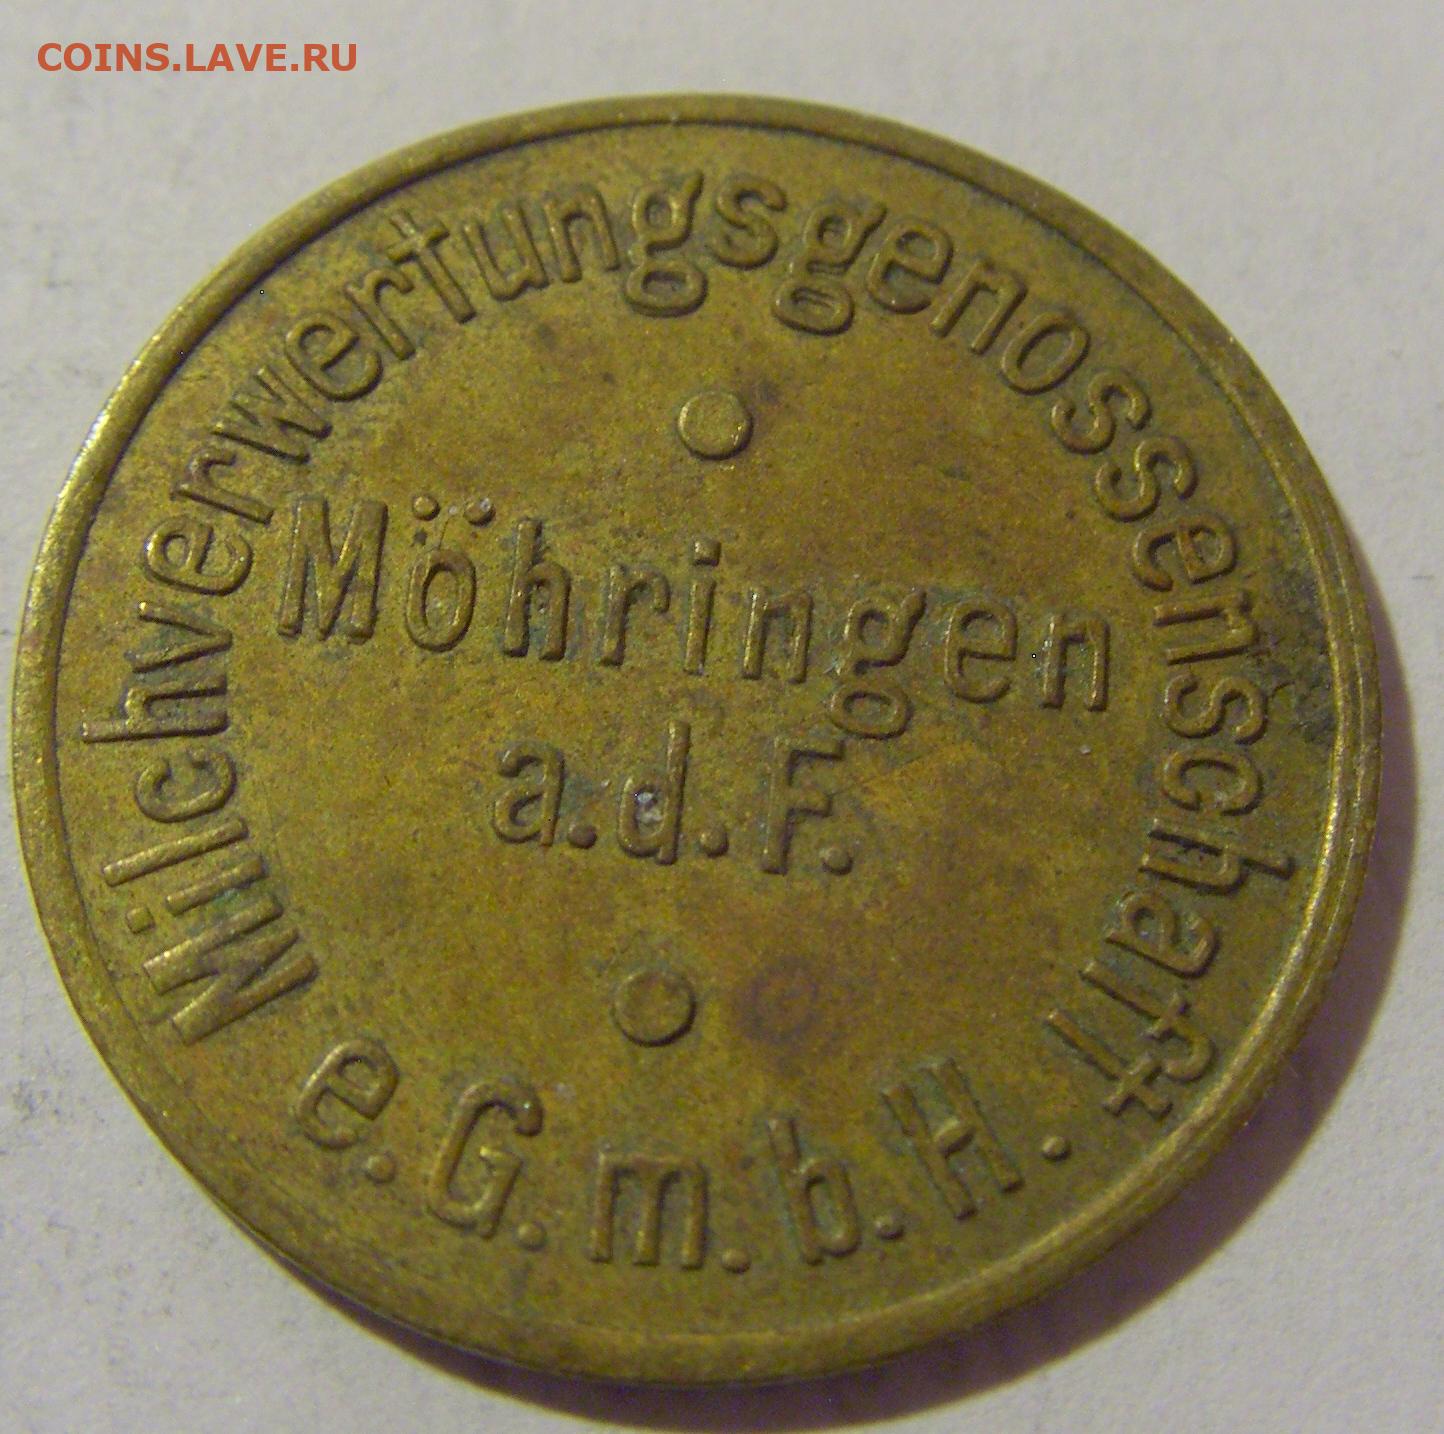 COINS.LAVE.RU
Milchverwertungsgenossenschaft
Möhringen
a.d.F.
e.G.m.b.H.